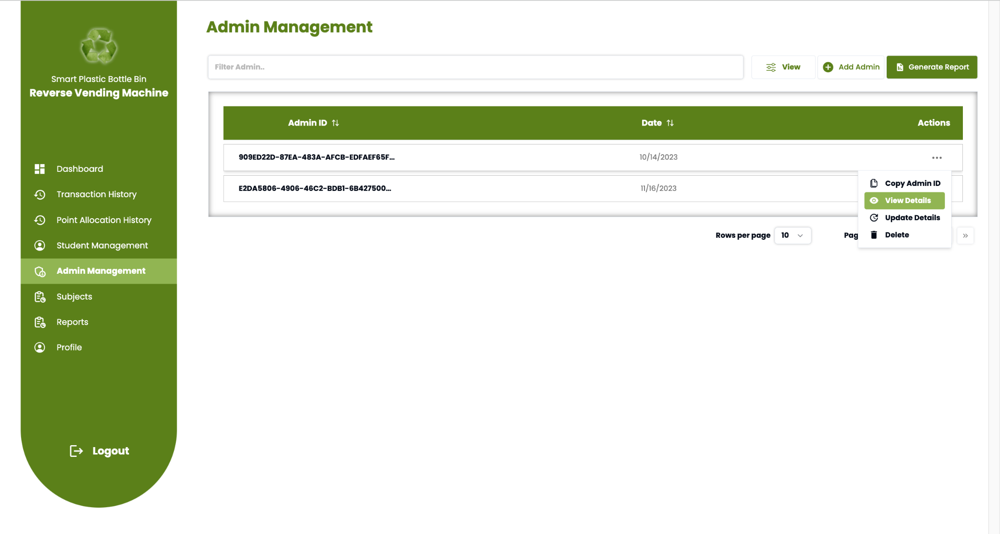 Smart Plastic Bottle Bin
Reverse Vending Machine
Dashboard
Transaction History
Point Allocation History
Student Management
Admin Management
Subjects
Reports
Profile
Logout
Admin Management
Filter Admin..
View
Add Admin
Generate Report
Admin ID Date Actions
909ED22D-87EA-483A-AFCB-EDFAEF65F... 10/14/2023
E2DA5806-4906-46C2-BDB1-6B427500... 11/16/2023
Copy Admin ID
View Details
Update Details
Delete
Rows per page 10 Pag